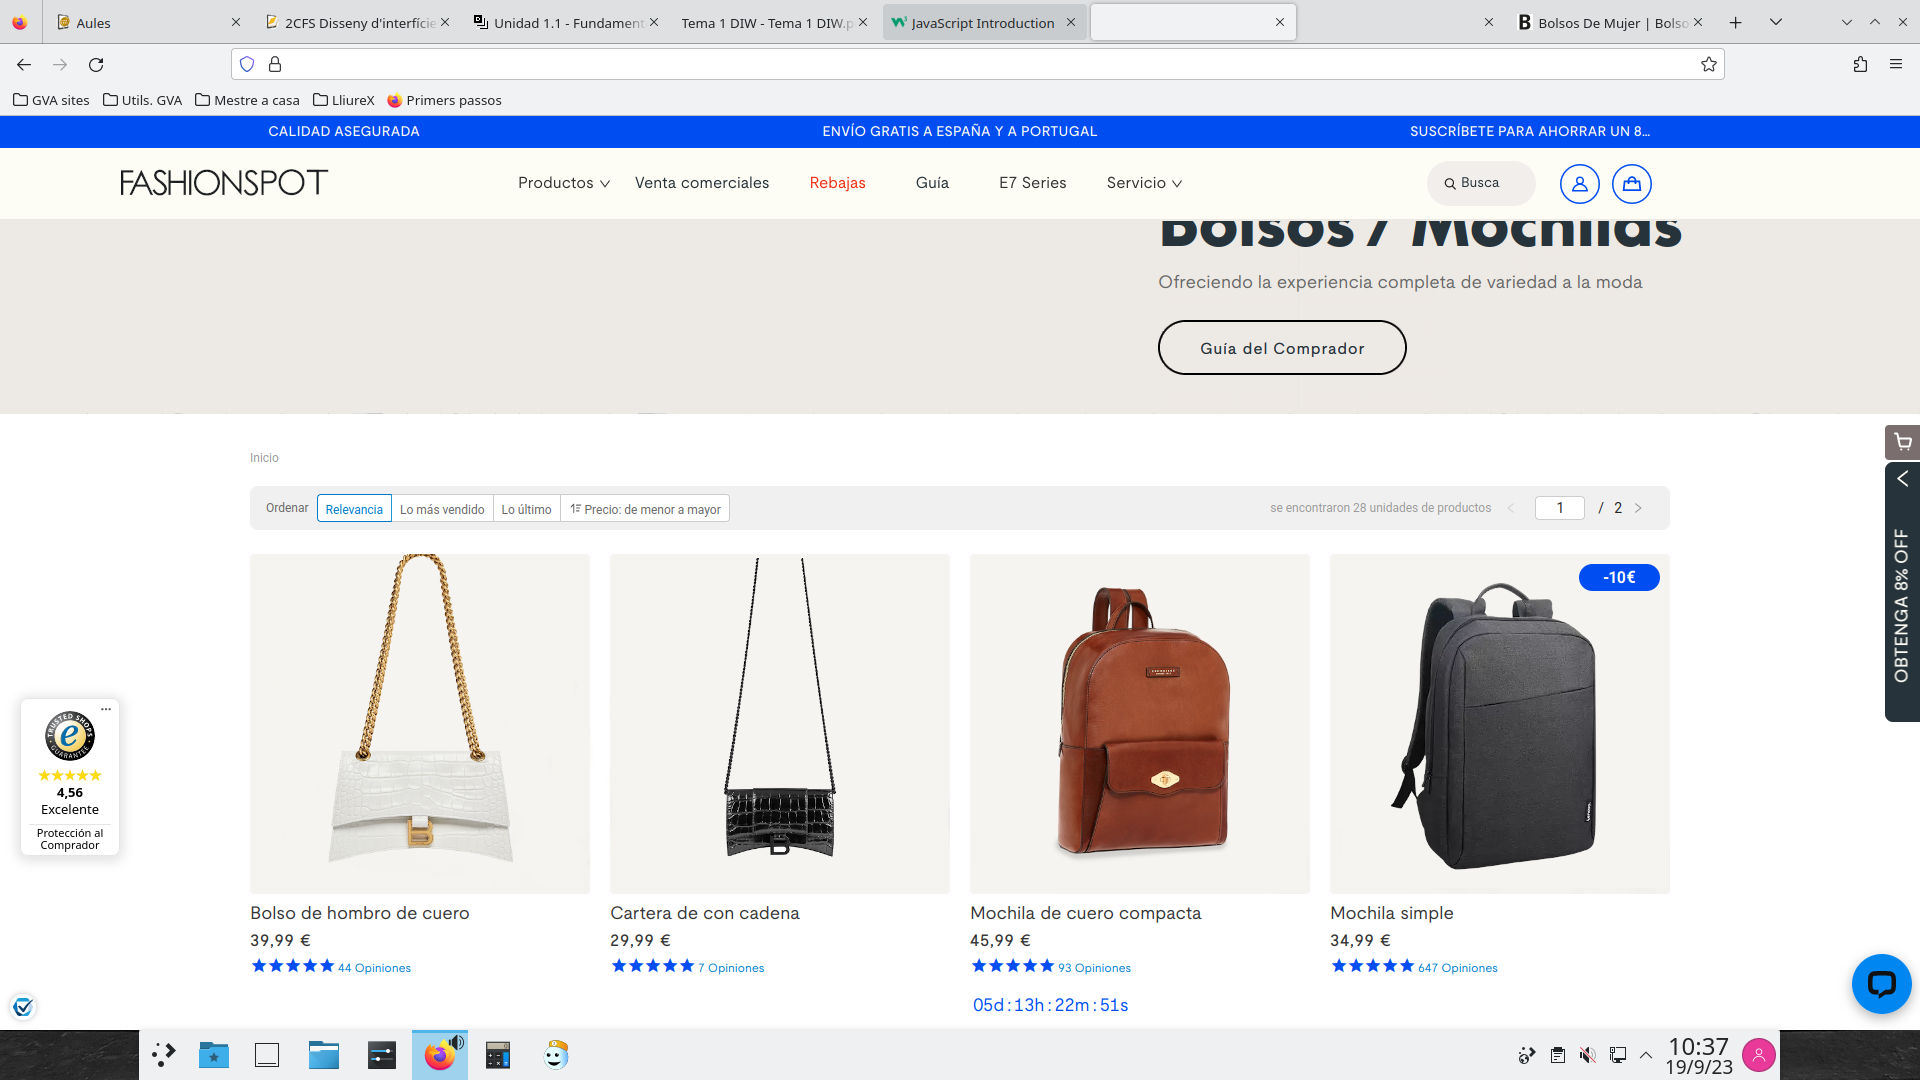 Aules
2CFS Disseny d'interfície
Unidad 1.1 - Fundament
Tema 1 DIW - Tema 1 DIW.p
JavaScript Introduction
Bolsos De Mujer | Bolso
GVA sites
Utils. GVA
Mestre a casa
LliureX
Primers passos
CALIDAD ASEGURADA
ENVÍO GRATIS A ESPAÑA Y A PORTUGAL
SUSCRÍBETE PARA AHORRAR UN 8...
FASHIONSPOT
Productos
Venta comerciales
Rebajas
Guía
E7 Series
Servicio
Busca
Bolsos / Mochilas
Ofreciendo la experiencia completa de variedad a la moda
Guía del Comprador
Inicio
Ordenar
Relevancia
Lo más vendido
Lo último
Precio: de menor a mayor
se encontraron 28 unidades de productos
1 / 2
OBTENGA 8% OFF
-10€
B
B
Lenovo
TRUSTED SHOPS
GUARANTEE
e
4,56
Excelente
Protección al
Comprador
Bolso de hombro de cuero
39,99 €
44 Opiniones
Cartera de con cadena
29,99 €
7 Opiniones
Mochila de cuero compacta
45,99 €
93 Opiniones
05d:13h:22m:51s
Mochila simple
34,99 €
647 Opiniones
10:37
19/9/23